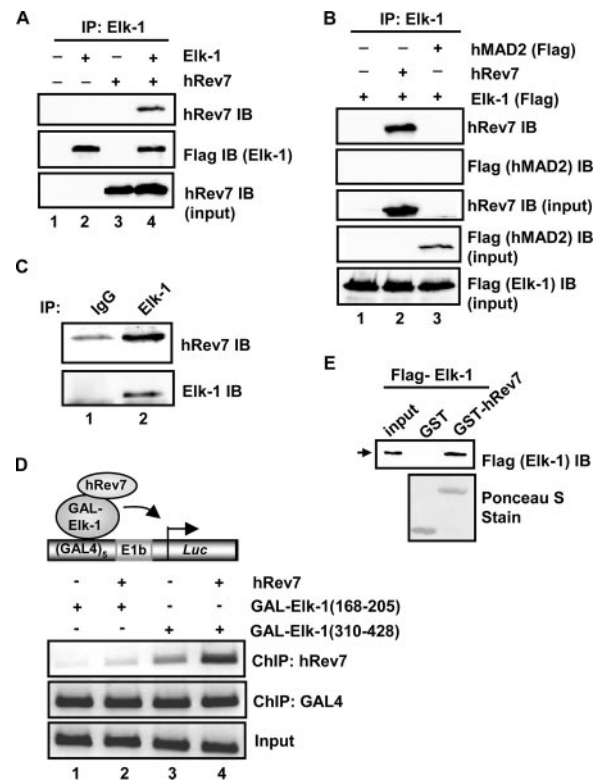 A
IP: Elk-1
– + – + Elk-1
– – + + hRev7
hRev7 IB
Flag IB (Elk-1)
hRev7 IB
(input)
1 2 3 4
B
IP: Elk-1
– – + hMAD2 (Flag)
– + – hRev7
+ + + Elk-1 (Flag)
hRev7 IB
Flag (hMAD2) IB
hRev7 IB (input)
Flag (hMAD2) IB
(input)
Flag (Elk-1) IB
(input)
1 2 3
C
IP: IgG Elk-1
hRev7 IB
Elk-1 IB
1 2
D
hRev7
GAL-
Elk-1
(GAL4)5 E1b Luc
- + - + hRev7
+ + - - GAL-Elk-1(168-205)
- - + + GAL-Elk-1(310-428)
ChIP: hRev7
ChIP: GAL4
Input
1 2 3 4
E
Flag- Elk-1
input GST GST-hRev7
Flag (Elk-1) IB
Ponceau S
Stain